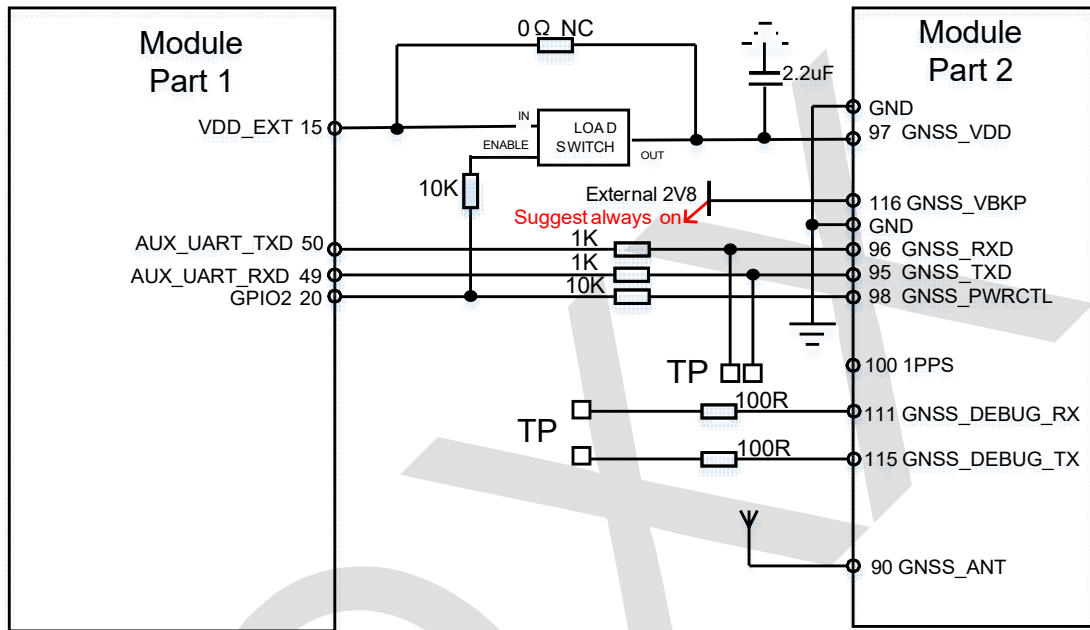 Module
Part 1
0Ω NC
Module
Part 2
2.2uF
GND
VDD_EXT 15
IN
LOAD
SWITCH
ENABLE
OUT
97 GNSS_VDD
10K
External 2V8
Suggest always on
116 GNSS_VBKP
GND
AUX_UART_TXD 50
1K
96 GNSS_RXD
AUX_UART_RXD 49
1K
95 GNSS_TXD
GPIO2 20
10K
98 GNSS_PWRCTL
100 1PPS
TP
100R
111 GNSS_DEBUG_RX
TP
100R
115 GNSS_DEBUG_TX
90 GNSS_ANT